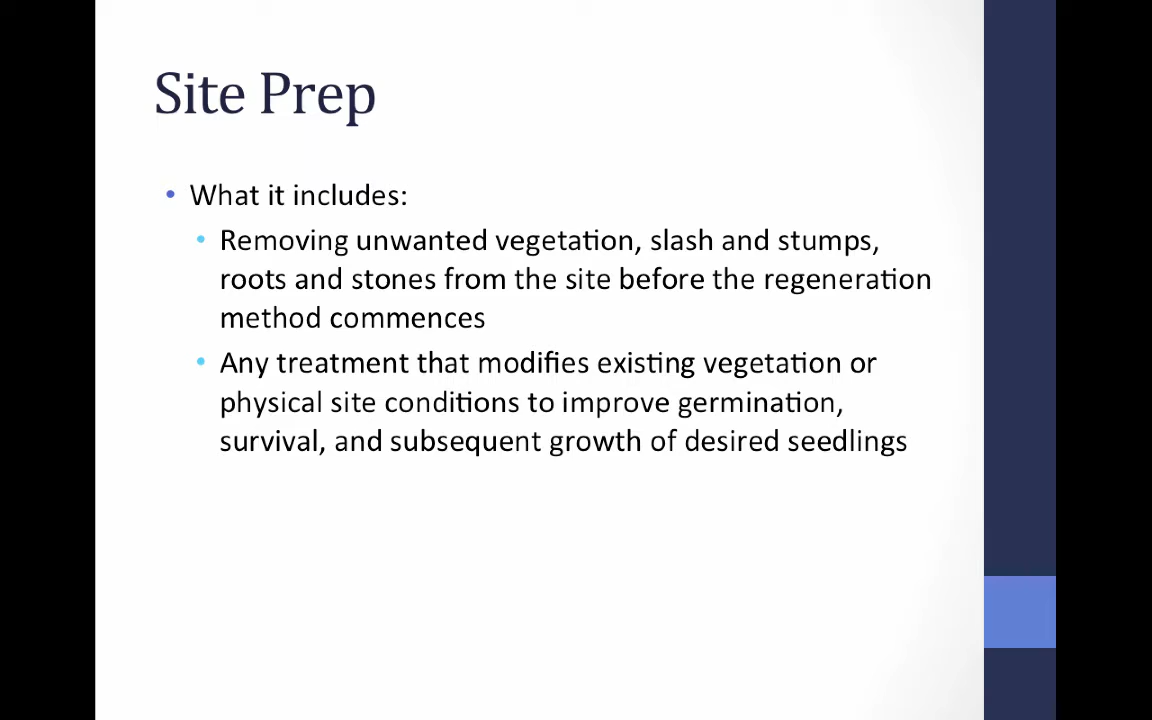 Site Prep
• What it includes:
• Removing unwanted vegetation, slash and stumps,
roots and stones from the site before the regeneration
method commences
• Any treatment that modifies existing vegetation or
physical site conditions to improve germination,
survival, and subsequent growth of desired seedlings